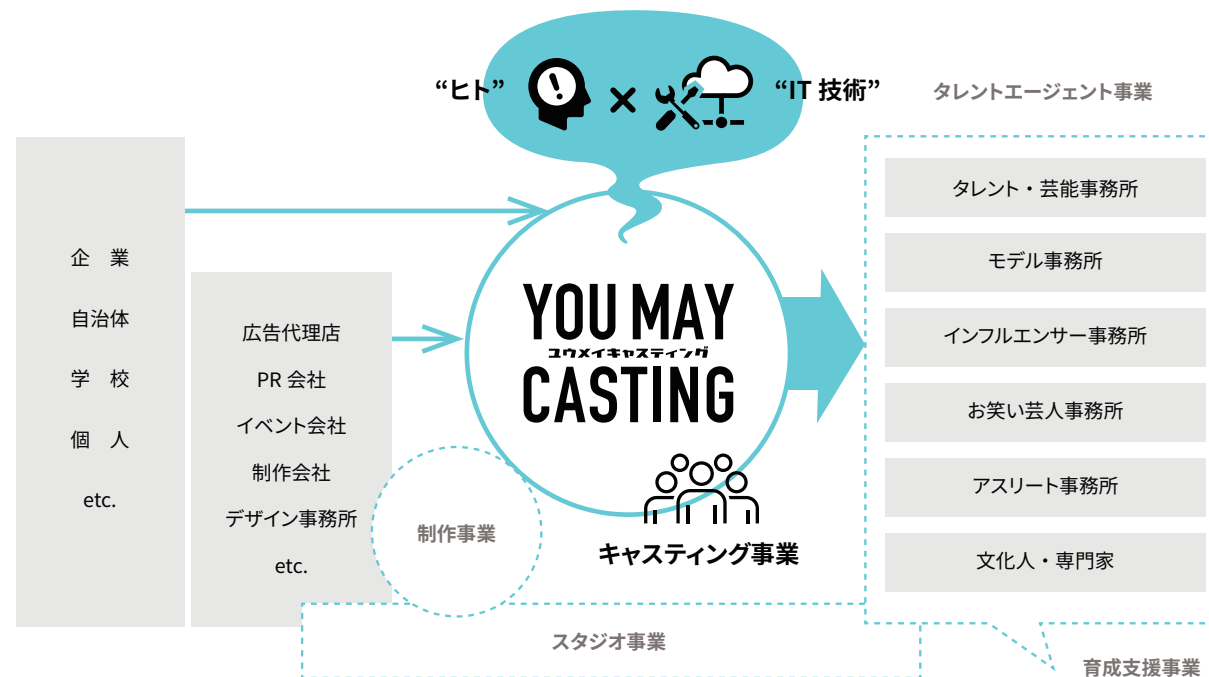 “ヒト”
“IT 技術”
タレントエージェント事業
企 業
自治体
学 校
個 人
etc.
広告代理店
PR 会社
イベント会社
制作会社
デザイン事務所
etc.
YOU MAY
ユウメイキャスティング
CASTING
キャスティング事業
制作事業
スタジオ事業
タレント・芸能事務所
モデル事務所
インフルエンサー事務所
お笑い芸人事務所
アスリート事務所
文化人・専門家
育成支援事業